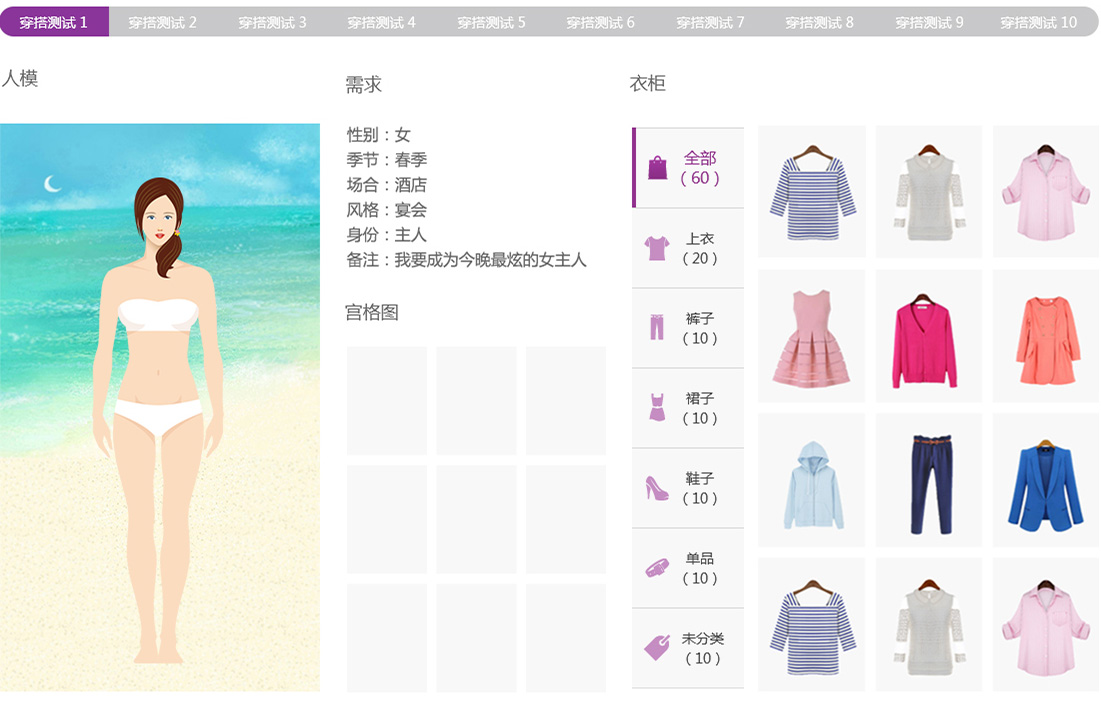 穿搭测试 1
穿搭测试 2
穿搭测试 3
穿搭测试 4
穿搭测试 5
穿搭测试 6
穿搭测试 7
穿搭测试 8
穿搭测试 9
穿搭测试 10
人模
需求
性别：女
季节：春季
场合：酒店
风格：宴会
身份：主人
备注：我要成为今晚最炫的女主人
宫格图
衣柜
全部
( 60 )
上衣
( 20 )
裤子
( 10 )
裙子
( 10 )
鞋子
( 10 )
单品
( 10 )
未分类
( 10 )